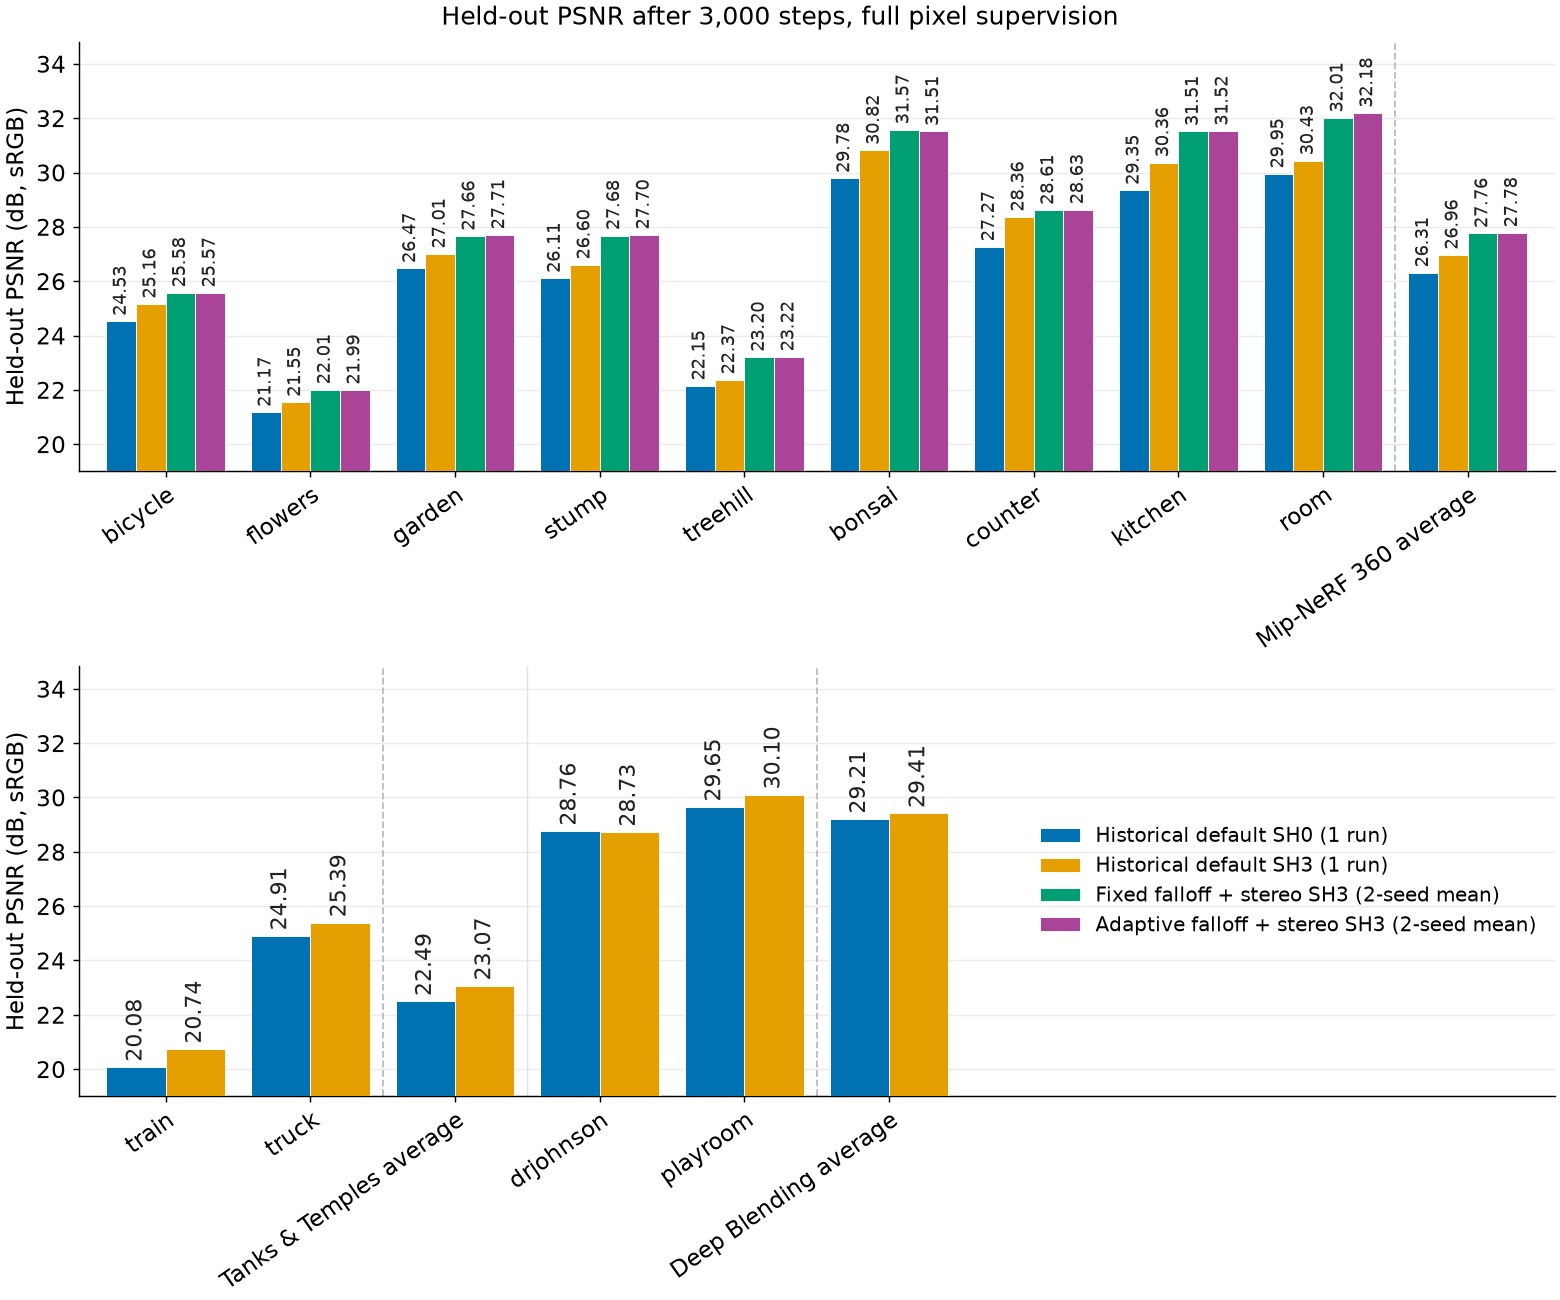 Held-out PSNR after 3,000 steps, full pixel supervision
Held-out PSNR (dB, sRGB)
34
32
30
28
26
24
22
20
24.53 25.16 25.58 25.57
21.17 21.55 22.01 21.99
26.47 27.01 27.66 27.71
26.11 26.60 27.68 27.70
22.15 22.37 23.20 23.22
29.78 30.82 31.57 31.51
27.27 28.36 28.61 28.63
29.35 30.36 31.51 31.52
29.95 30.43 32.01 32.18
26.31 26.96 27.76 27.78
bicycle
flowers
garden
stump
treehill
bonsai
counter
kitchen
room
Mip-NeRF 360 average
Held-out PSNR (dB, sRGB)
34
32
30
28
26
24
22
20
20.08 20.74
24.91 25.39
22.49 23.07
28.76 28.73
29.65 30.10
29.21 29.41
train
truck
Tanks & Temples average
drjohnson
playroom
Deep Blending average
Historical default SH0 (1 run)
Historical default SH3 (1 run)
Fixed falloff + stereo SH3 (2-seed mean)
Adaptive falloff + stereo SH3 (2-seed mean)